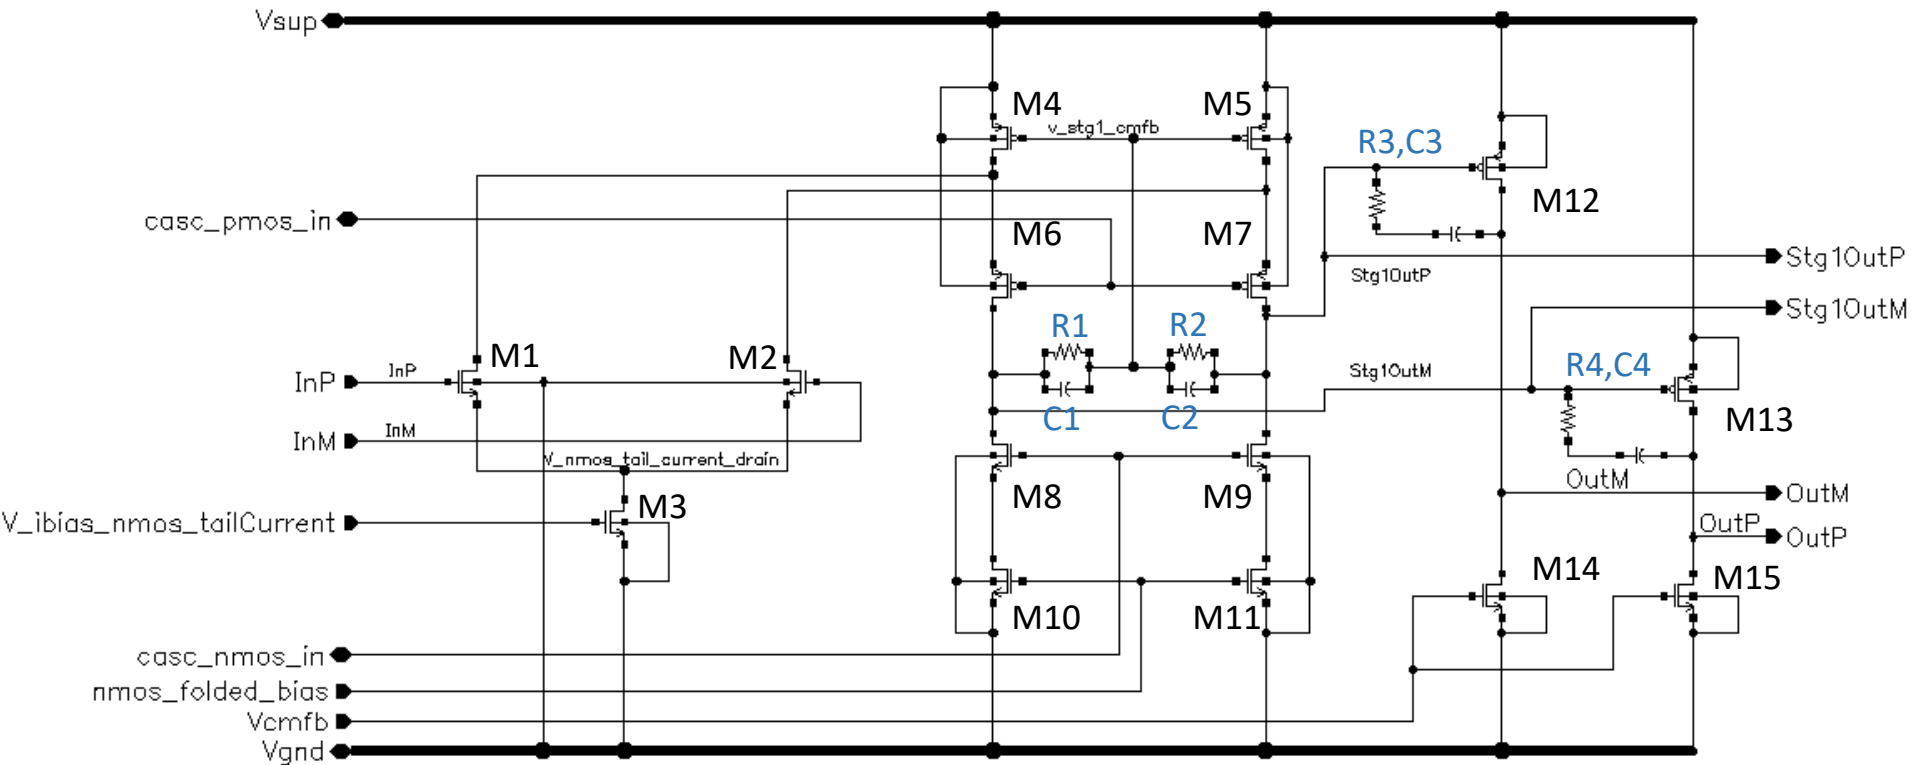 Vsup
M4
M5
v_stg1_cmfb
R3,C3
M12
casc_pmos_in
M6
M7
Stg1OutP
Stg1OutP
Stg1OutM
R1
R2
M1
M2
InP
InP
Stg1OutM
R4,C4
C1
C2
M13
InM
InM
V_nmos_tail_current_drain
OutM
OutM
M8
M9
M3
V_ibias_nmos_tailCurrent
OutP
OutP
M14
M15
M10
M11
casc_nmos_in
nmos_folded_bias
Vcmfb
Vgnd